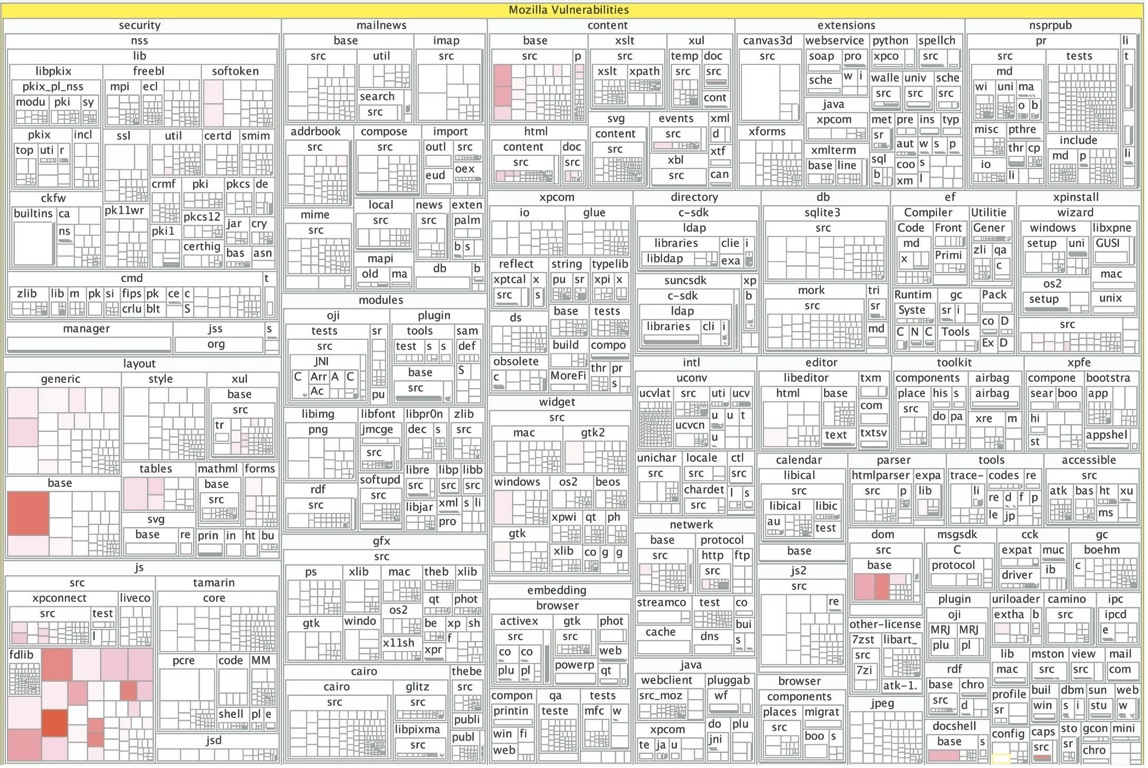 Mozilla Vulnerabilities
security
mailnews
content
extensions
nsprpub
li
nss
base
imap
base
xslt
xul
canvas3d
webservice
python
spellch
pr
t
lib
src
util
src
src
p
src
temp
doc
src
soap
pro
xpco
src
src
tests
libpkix
freebl
softoken
xslt
xpath
src
src
sche
w
i
walle
univ
sche
md
pkix_pl_nss
mpi
ecl
search
cont
java
src
src
src
wi
uni
ma
modu
pki
sy
src
svg
events
xml
xpcom
met
pre
ins
typ
o
b
pkix
incl
ssl
util
certd
smim
addrbook
compose
import
html
content
src
d
xforms
sr
misc
pthre
include
top
uti
r
src
src
outl
src
content
doc
src
xbl
xtf
xmlterm
aut
w
s
p
thr
cp
md
p
eud
oex
src
src
can
base
line
sql
coo
s
io
li
li
crmf
pki
pkcs
de
b
xm
l
ckfw
xpcom
directory
db
ef
xpinstall
builtins
ca
pk11wr
pkcs12
jar
cry
mime
local
news
exten
io
glue
c-sdk
sqlite3
Compiler
Utilitie
wizard
ns
pki1
certhig
bas
asn
src
src
src
palm
ldap
src
Code
Front
Gener
windows
libxpne
cmd
t
mapi
b
s
reflect
string
typelib
libraries
clie
i
md
zli
qa
setup
uni
GUSI
zlib
lib
m
pk
si
fips
pk
ce
c
old
ma
db
b
xptcal
x
pu
sr
xpi
x
libldap
exa
x
Primi
c
mac
crlu
blt
S
modules
src
s
base
tests
suncsdk
xp
mork
tri
Runtim
gc
Pack
os2
unix
manager
jss
s
oji
plugin
ds
build
compo
c-sdk
b
src
sr
Syste
sr
i
co
D
setup
org
tests
sr
tools
sam
obsolete
MoreFi
thr
pr
ldap
md
C
N
C
Tools
Ex
D
src
layout
src
test
s
s
def
c
s
libraries
cli
i
generic
style
xul
JNI
base
S
widget
intl
editor
toolkit
xpfe
base
C
Arr
A
C
pu
src
src
uconv
libeditor
txm
components
airbag
compone
bootstra
src
Ac
mac
gtk2
ucvlat
src
uti
ucv
html
base
com
place
his
s
airbag
sear
boo
app
tr
libimg
libfont
libpr0n
zlib
ucvcn
u
u
t
text
txtsv
src
do
pa
xre
m
hi
st
appshel
tables
mathml
forms
png
jmcge
dec
s
src
windows
os2
beos
unichar
locale
ctl
calendar
parser
tools
accessible
base
base
src
src
libre
libp
libb
src
src
src
src
libical
htmlparser
expa
trace-
codes
re
src
svg
rdf
softupd
src
src
src
gtk
xpwi
qt
ph
chardet
l
s
src
src
p
lib
li
re
d
f
p
atk
bas
ht
xu
base
re
prin
in
ht
bu
src
src
libjar
xml
s
li
xlib
co
g
g
src
libical
libic
le
jp
ms
js
gfx
pro
embedding
netwerk
au
test
dom
msgsdk
cck
gc
src
tamarin
src
browser
base
protocol
base
src
C
expat
muc
boehm
xpconnect
liveco
core
ps
xlib
mac
theb
xlib
activex
gtk
phot
src
http
ftp
js2
base
protocol
driver
ib
c
src
test
qt
phot
src
src
web
src
src
re
plugin
uriloader
camino
ipc
l
gtk
windo
os2
be
xp
sh
co
co
powerp
qt
streamco
test
co
other-license
oji
extha
b
src
ipcd
fdlib
pcre
code
MM
x11sh
xpr
f
plu
pl
cache
dns
bui
s
7zst
libart_
MRJ
MRJ
e
cairo
thebe
java
src
plu
pl
lib
mston
view
mail
cairo
glitz
src
compon
qa
tests
webclient
pluggab
browser
7zi
atk-1.
rdf
mac
src
src
com
shell
pl
e
src
src
publi
printin
teste
mfc
w
src_moz
wf
components
jpeg
base
chro
profile
buil
dbm
sun
web
jsd
libpixma
publ
win
fi
xpcom
do
plu
places
migrat
docshell
sr
win
s
i
stu
w
src
web
te
ja
u
jni
boo
s
base
s
config
caps
sto
gcon
mini
src
sr
chro